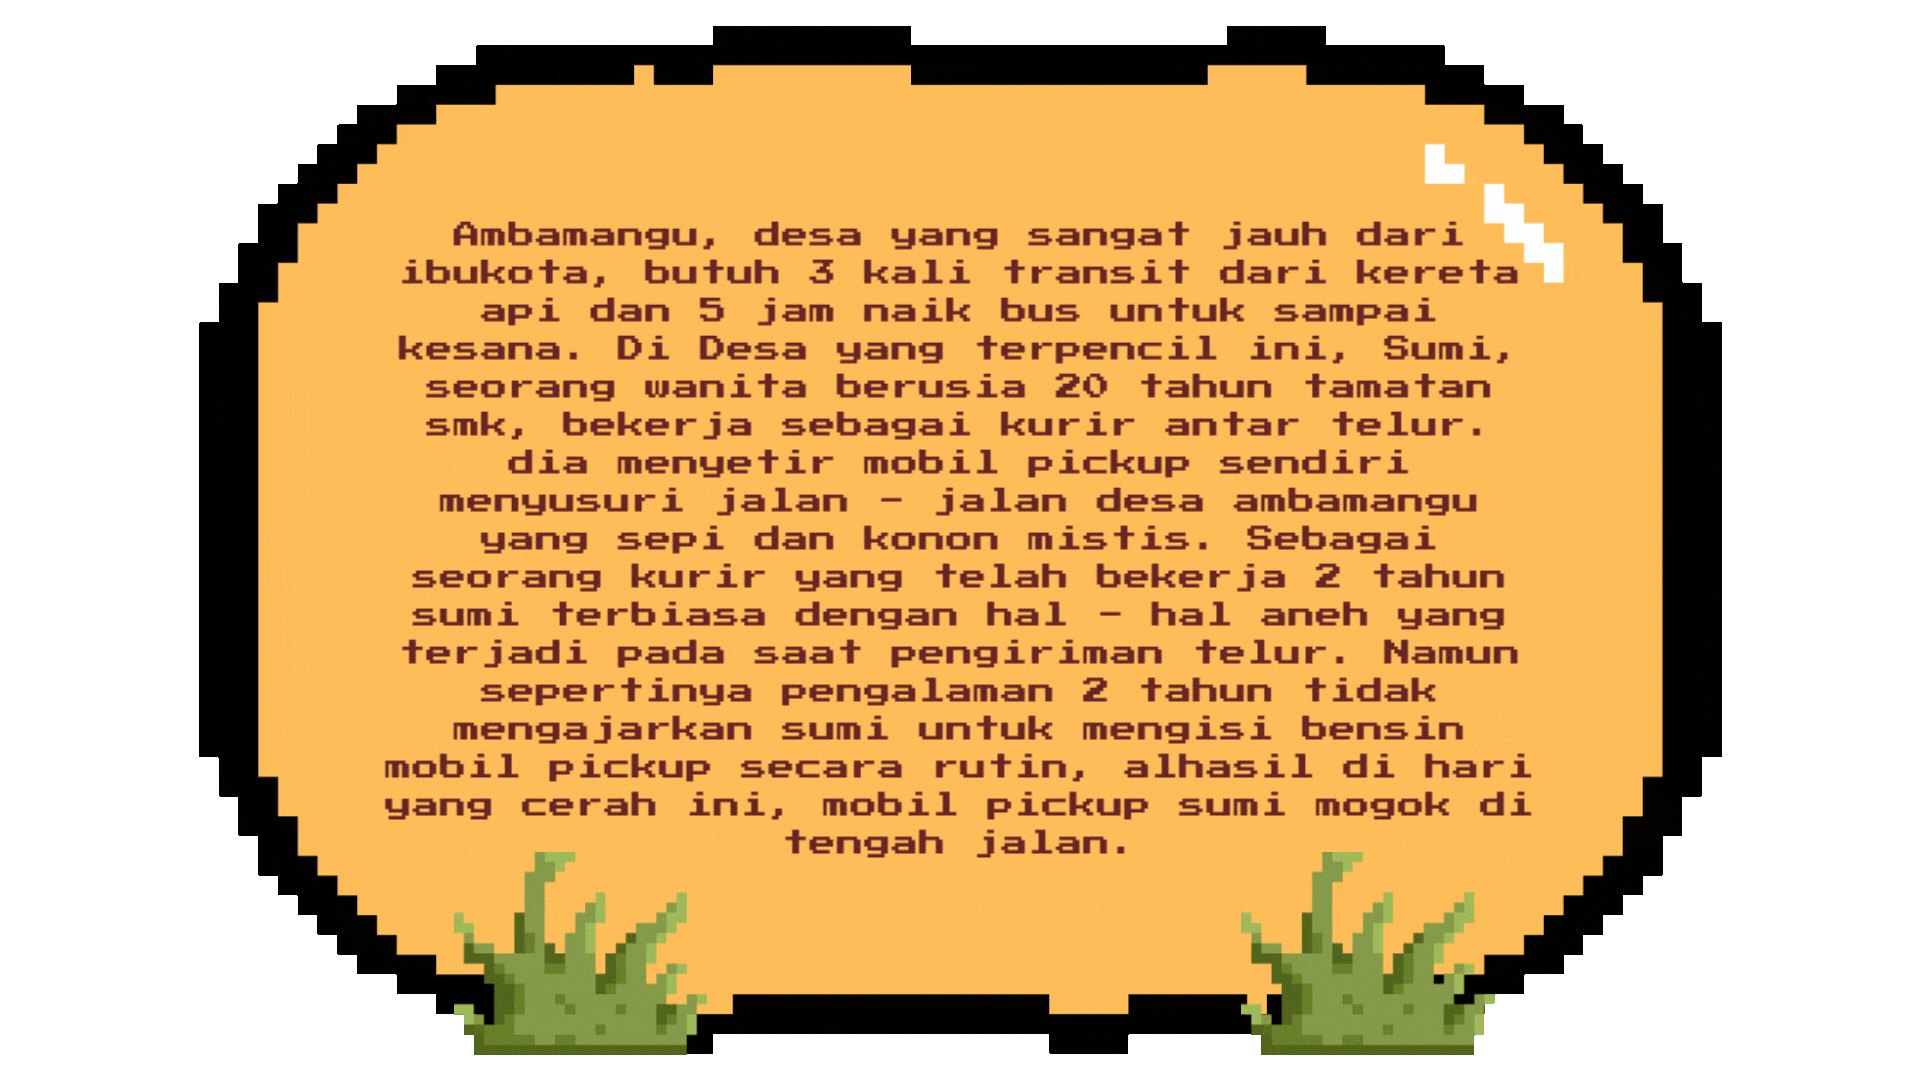 Ambamangu, desa yang sangat jauh dari
ibukota, butuh 3 kali transit dari kereta
api dan 5 jam naik bus untuk sampai
kesana. Di Desa yang terpencil ini, Sumi,
seorang wanita berusia 20 tahun tamatan
smk, bekerja sebagai kurir antar telur.
dia menyetir mobil pickup sendiri
menyusuri jalan - jalan desa ambamangu
yang sepi dan konon mistis. Sebagai
seorang kurir yang telah bekerja 2 tahun
sumi terbiasa dengan hal - hal aneh yang
terjadi pada saat pengiriman telur. Namun
sepertinya pengalaman 2 tahun tidak
mengajarkan sumi untuk mengisi bensin
mobil pickup secara rutin, alhasil di hari
yang cerah ini, mobil pickup sumi mogok di
tengah jalan.